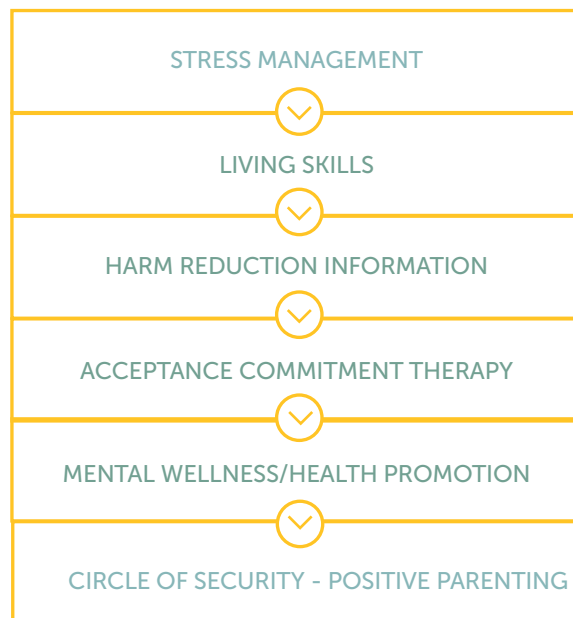 STRESS MANAGEMENT
LIVING SKILLS
HARM REDUCTION INFORMATION
ACCEPTANCE COMMITMENT THERAPY
MENTAL WELLNESS/HEALTH PROMOTION
CIRCLE OF SECURITY - POSITIVE PARENTING